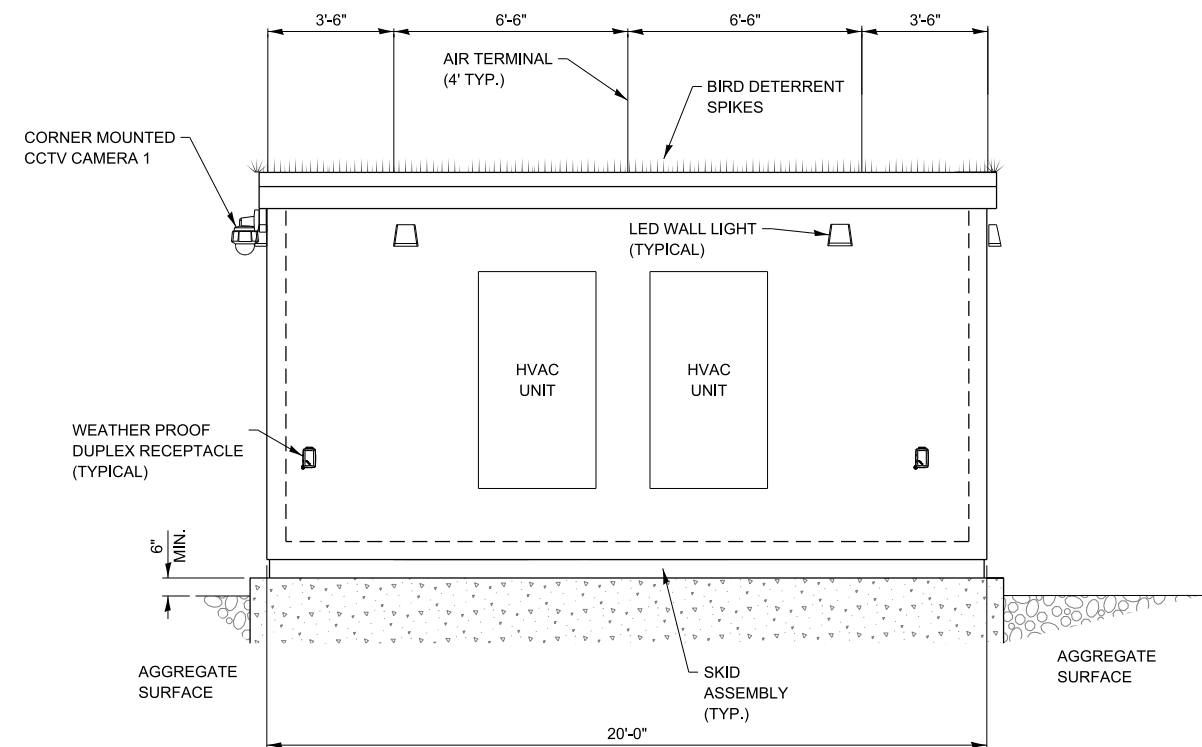 3'-6"
6'-6"
6'-6"
3'-6"
AIR TERMINAL
(4' TYP.)
BIRD DETERRENT
SPIKES
CORNER MOUNTED
CCTV CAMERA 1
LED WALL LIGHT
(TYPICAL)
HVAC
UNIT
HVAC
UNIT
WEATHER PROOF
DUPLEX RECEPTACLE
(TYPICAL)
6"
MIN.
AGGREGATE
SURFACE
SKID
ASSEMBLY
(TYP.)
AGGREGATE
SURFACE
20'-0"